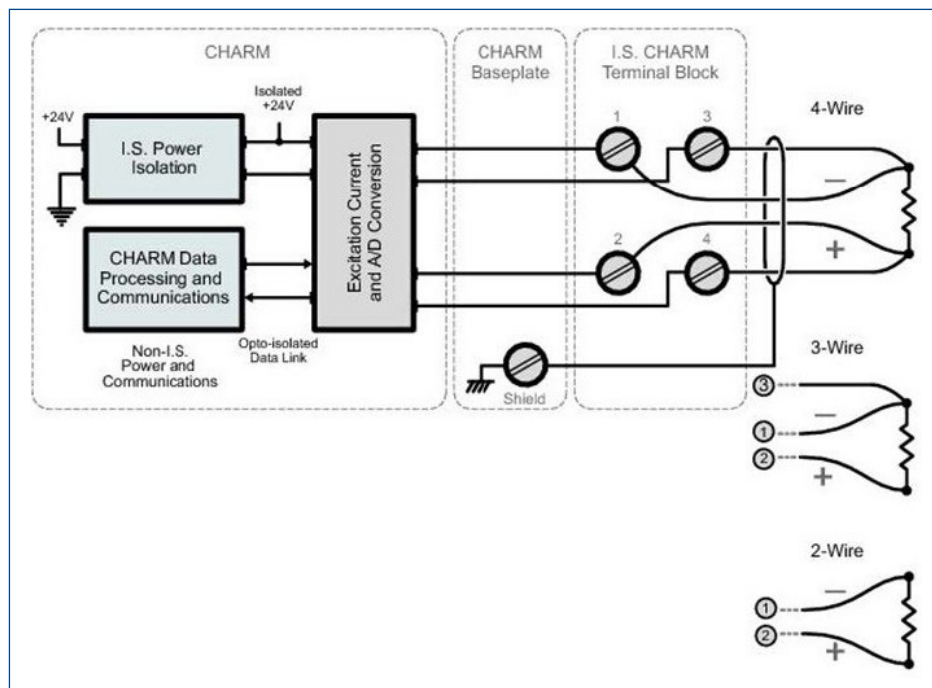 CHARM
CHARM
Baseplate
I.S. CHARM
Terminal Block
4-Wire
+24V
Isolated
+24V
I.S. Power
Isolation
Excitation Current
and A/D Conversion
CHARM Data
Processing and
Communications
Opto-isolated
Data Link
Non-I.S.
Power and
Communications
1
3
2
4
−
+
Shield
3-Wire
3
−
1
2
+
2-Wire
−
1
2
+